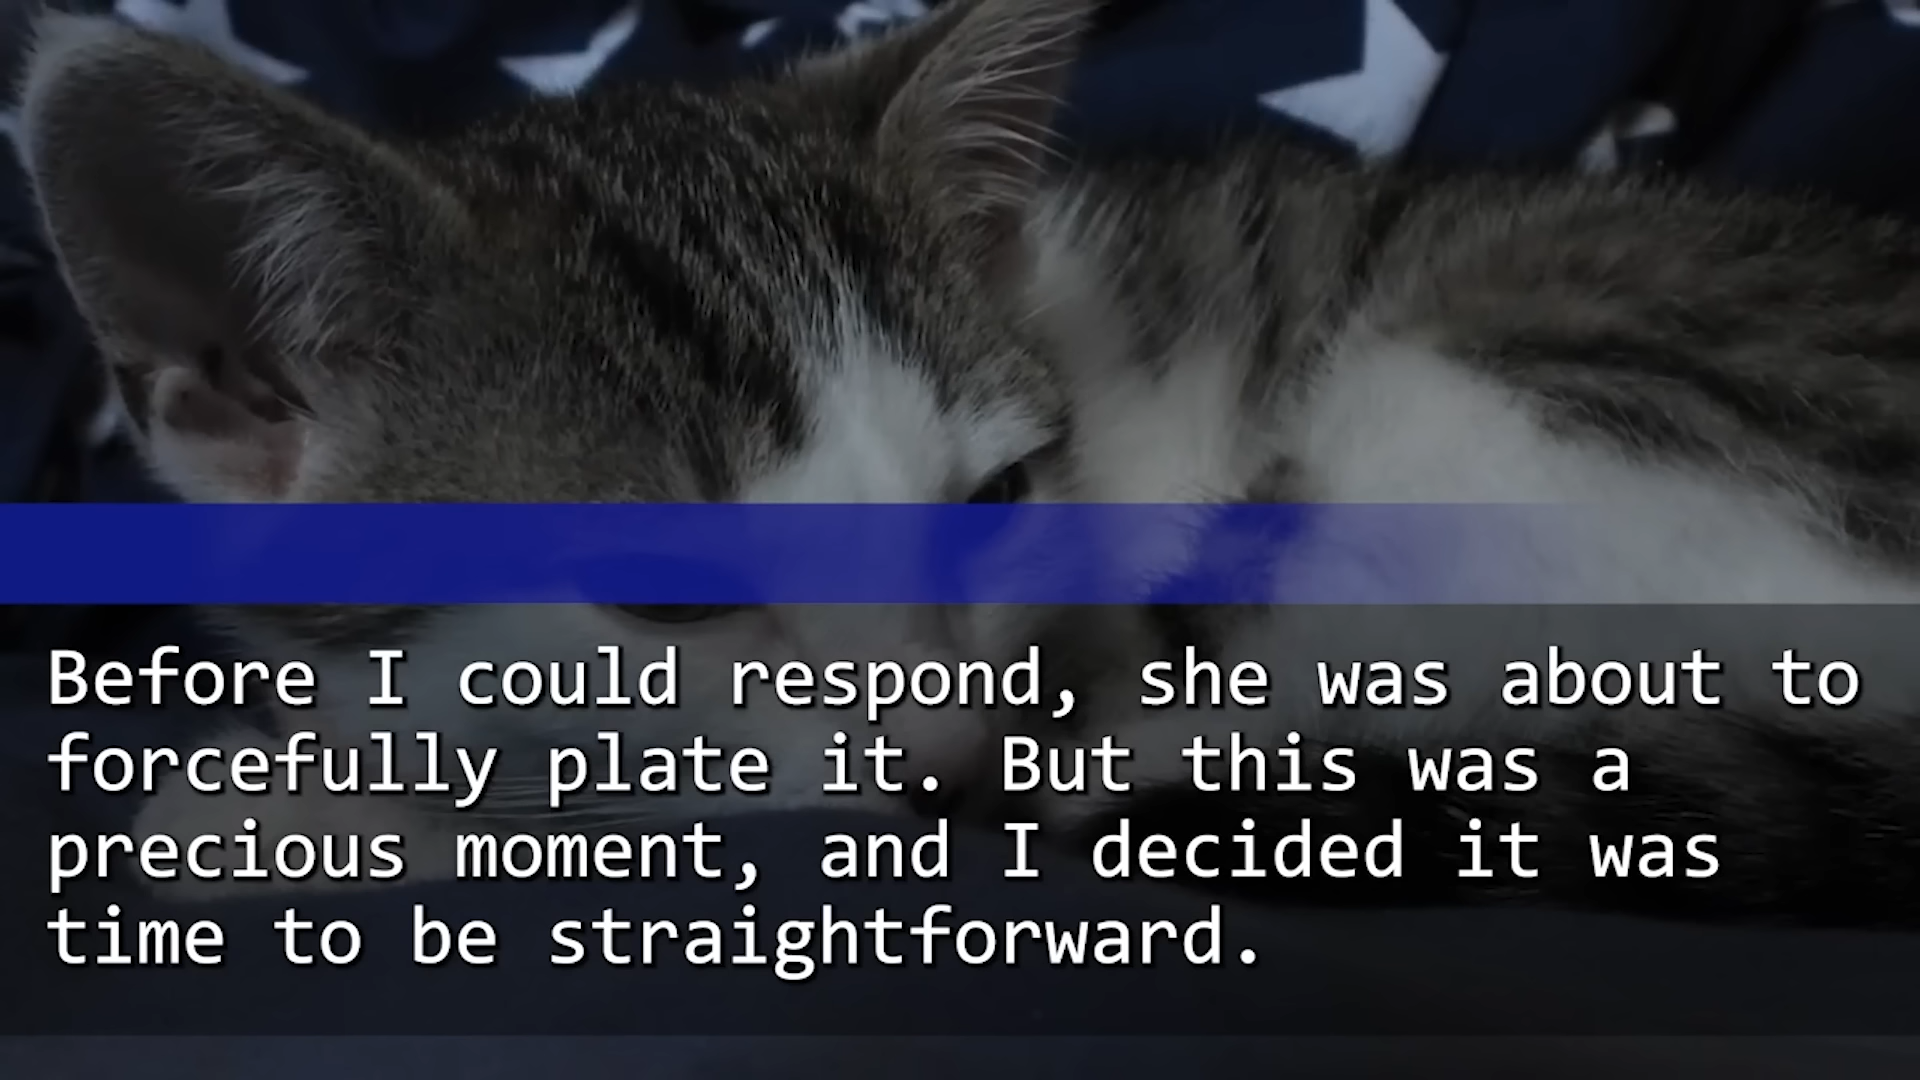 Before I could respond, she was about to
forcefully plate it. But this was a
precious moment, and I decided it was
time to be straightforward.